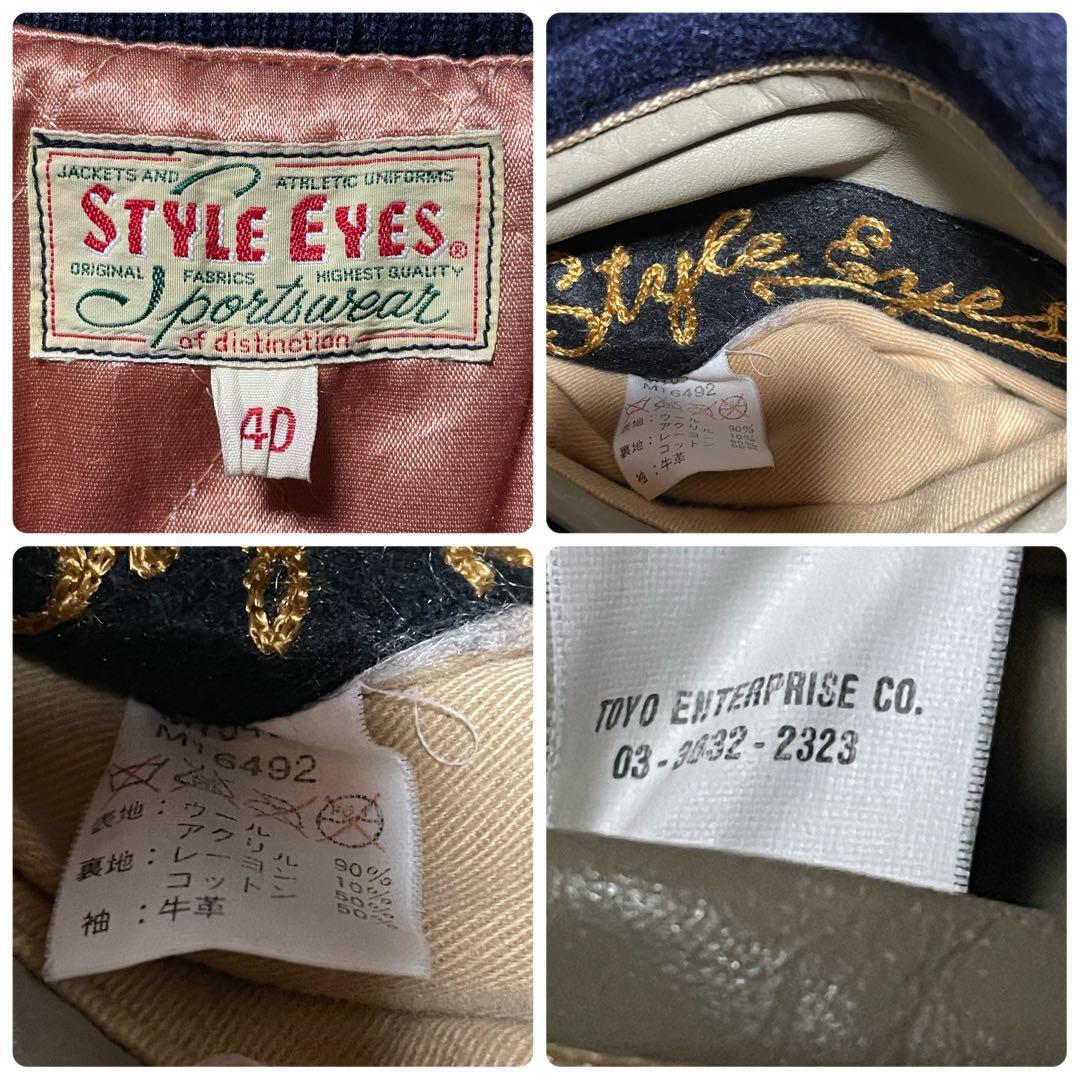 JACKETS AND ATHLETIC UNIFORMS
STYLE EYES®
ORIGINAL FABRICS HIGHEST QUALITY
Sportswear
of distinction
40
Style Eyes
M16492
表地:ウール 90%
アクリル 10%
裏地:レーヨン 50%
コットン 50%
袖:牛革
M16492
表地:ウール 90%
アクリル 10%
裏地:レーヨン 50%
コットン 50%
袖:牛革
TOYO ENTERPRISE CO.
03-3632-2323